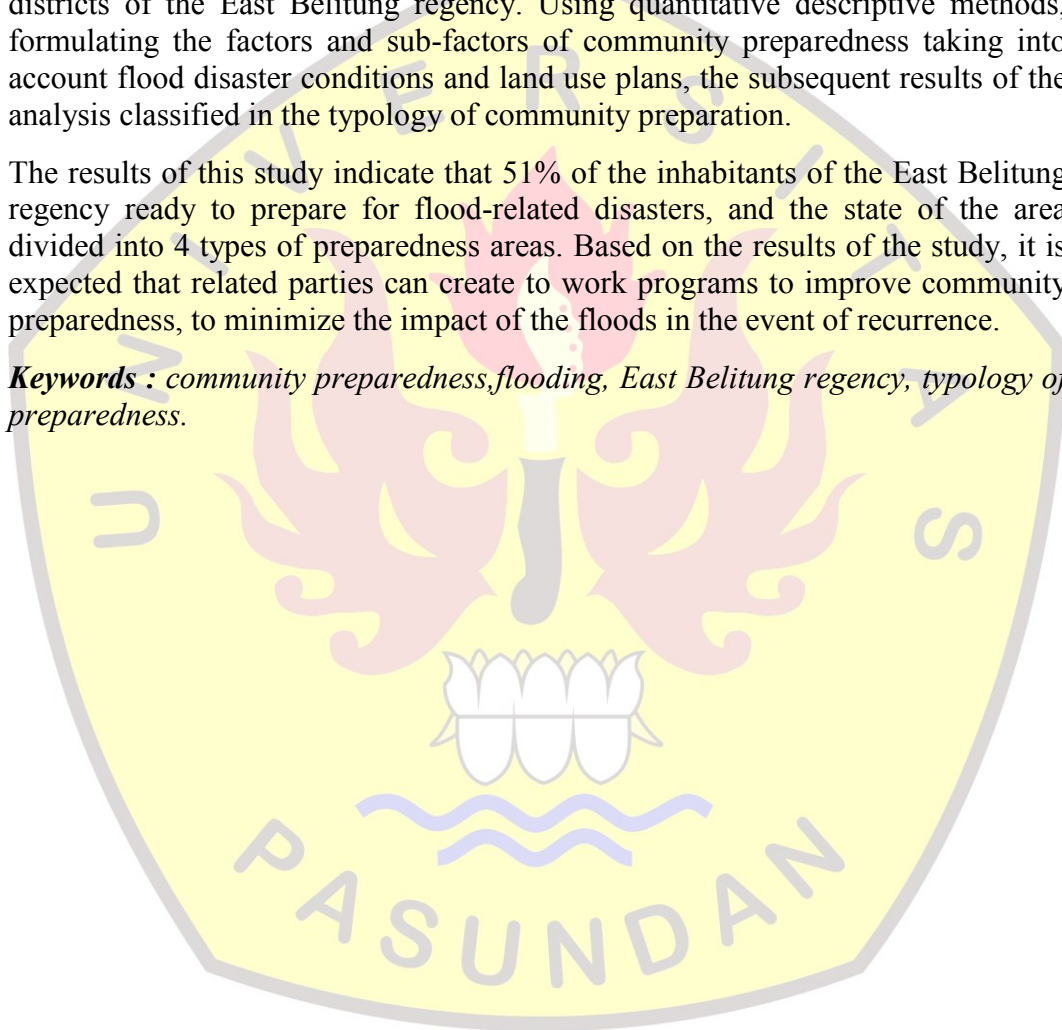 districts of the East Belitung regency. Using quantitative descriptive methods,
formulating the factors and sub-factors of community preparedness taking into
account flood disaster conditions and land use plans, the subsequent results of the
analysis classified in the typology of community preparation.
The results of this study indicate that 51% of the inhabitants of the East Belitung
regency ready to prepare for flood-related disasters, and the state of the area
divided into 4 types of preparedness areas. Based on the results of the study, it is
expected that related parties can create to work programs to improve community
preparedness, to minimize the impact of the floods in the event of recurrence.
Keywords : community preparedness,flooding, East Belitung regency, typology of
preparedness.
UNIVERSITAS
PASUNDAN